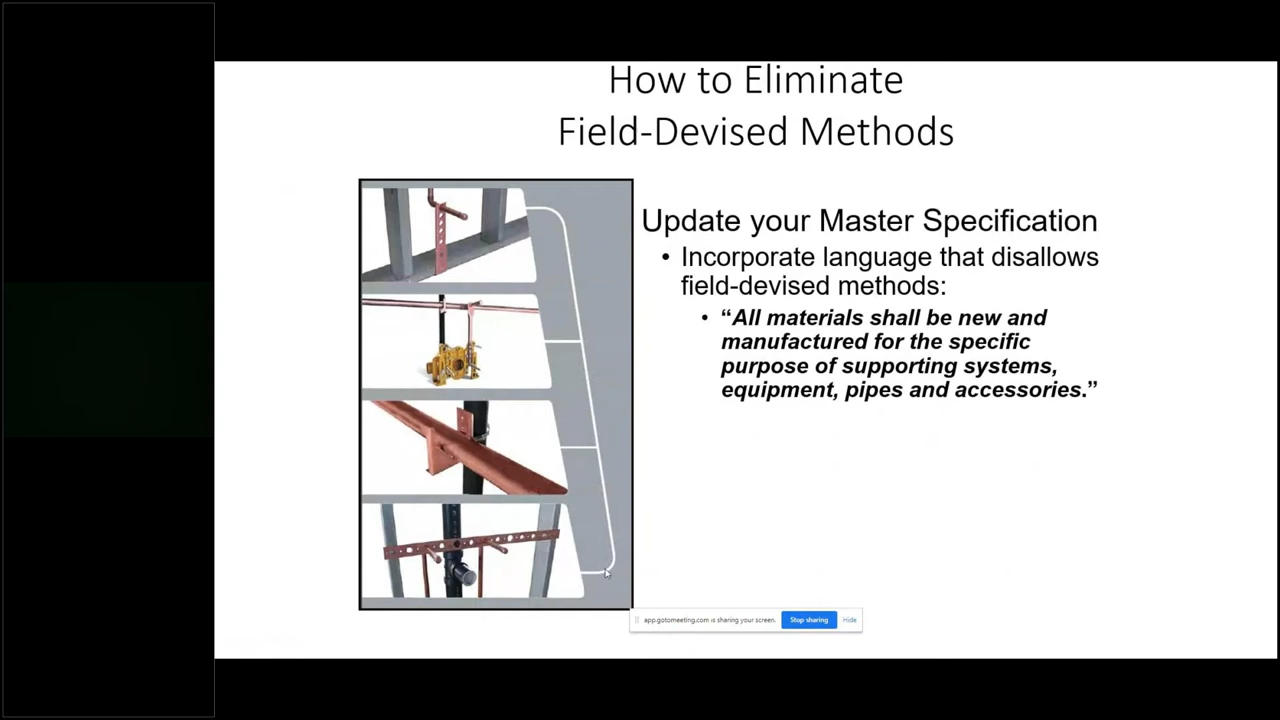 How to Eliminate
Field-Devised Methods
Update your Master Specification
• Incorporate language that disallows
field-devised methods:
• “All materials shall be new and
manufactured for the specific
purpose of supporting systems,
equipment, pipes and accessories.”
app.gotomeeting.com is sharing your screen.
Stop sharing
Hide